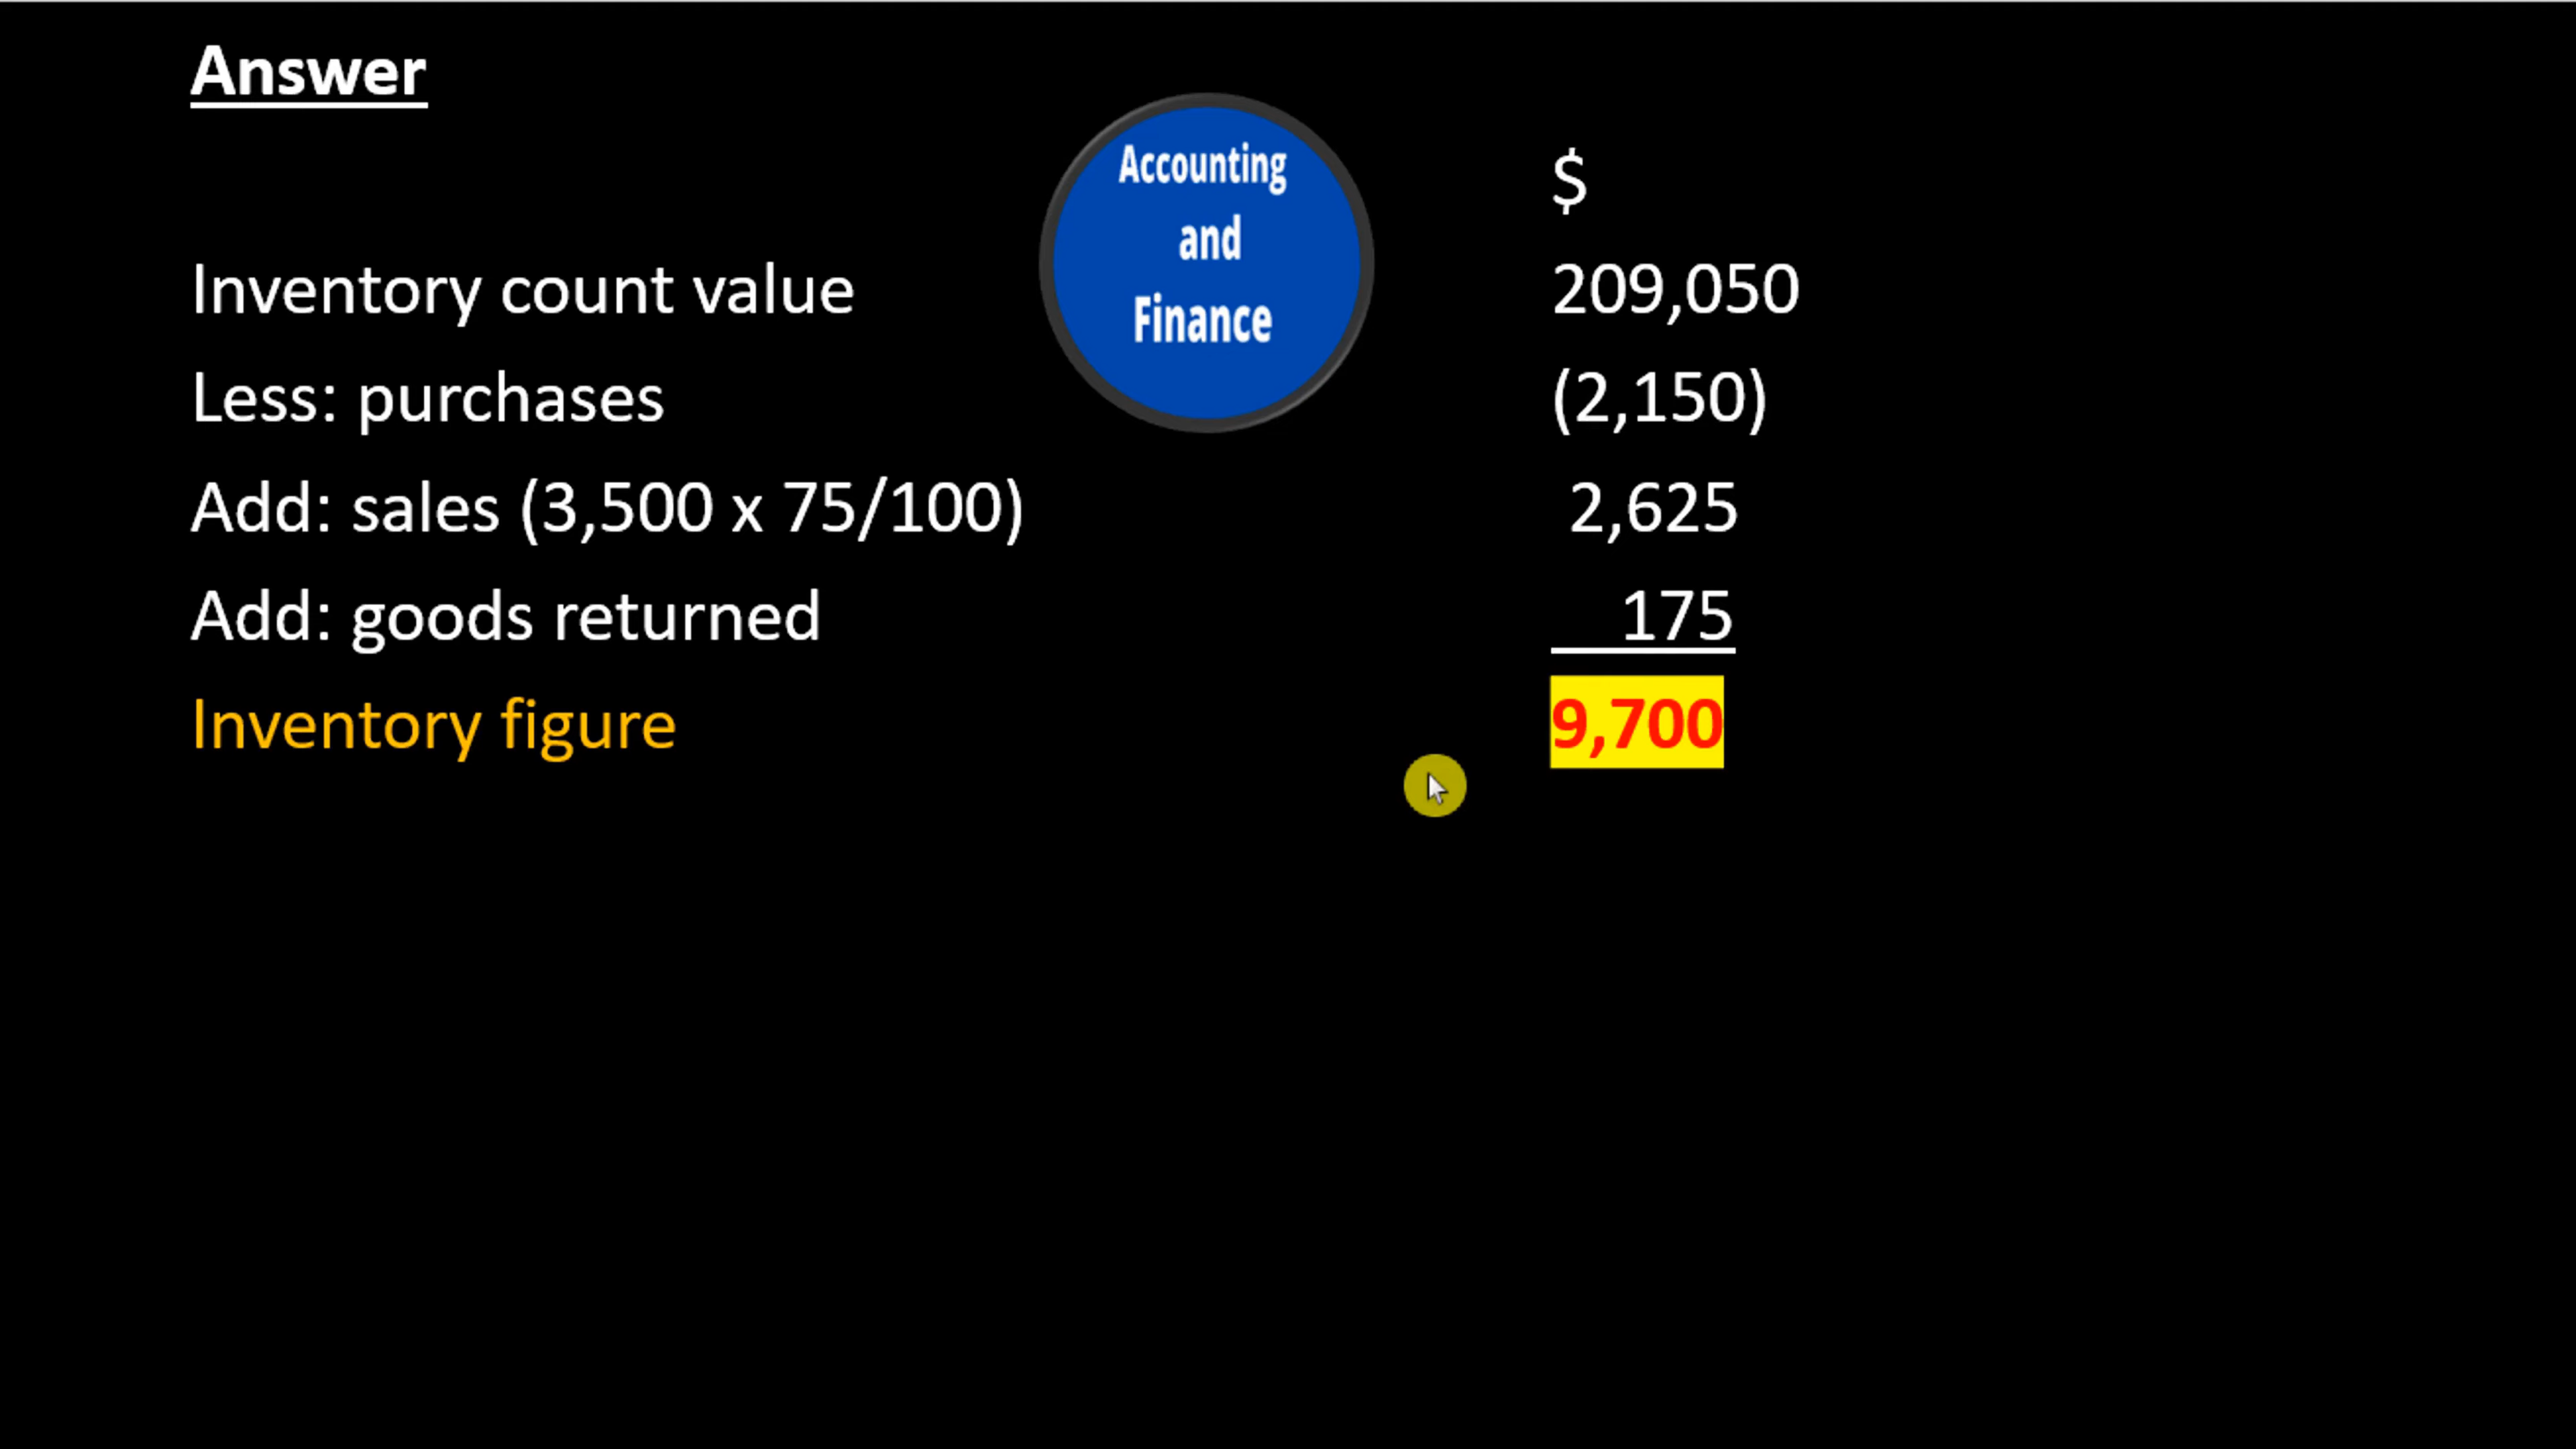 Answer
Accounting
and
Finance
$
Inventory count value 209,050
Less: purchases (2,150)
Add: sales (3,500 x 75/100) 2,625
Add: goods returned 175
Inventory figure 9,700